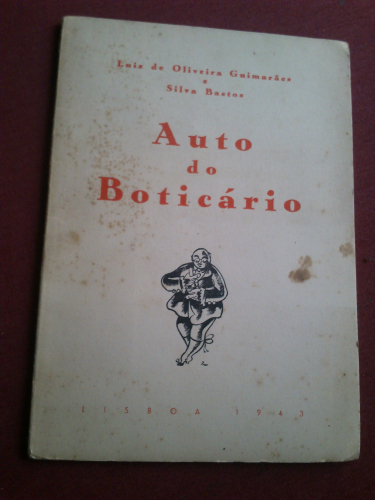 Luiz de Oliveira Guimarães
e
Silva Bastos
Auto
do
Boticário
LISBOA 1943